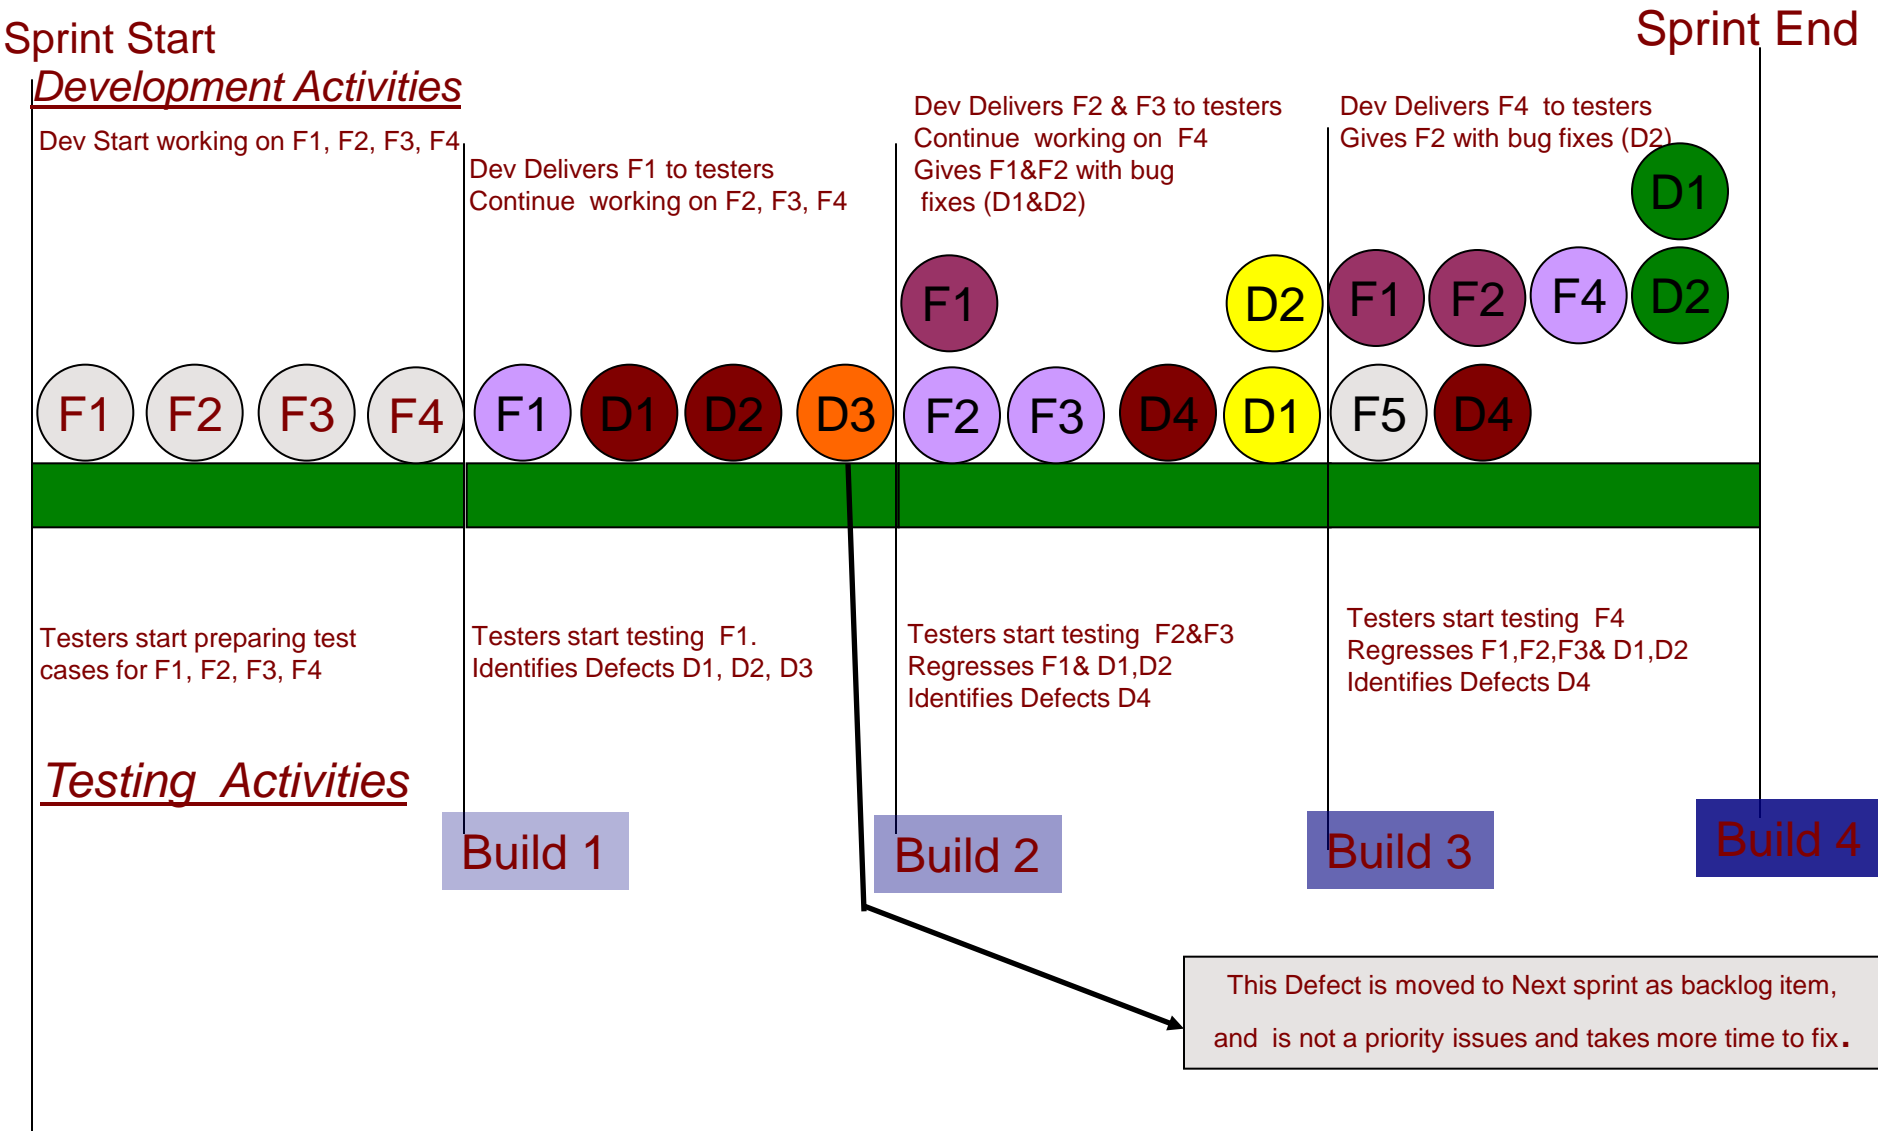 Sprint Start
Sprint End
Development Activities
Dev Start working on F1, F2, F3, F4
Dev Delivers F1 to testers
Continue  working on F2, F3, F4
Dev Delivers F2 & F3 to testers
Continue  working on  F4
Gives F1&F2 with bug
fixes (D1&D2)
Dev Delivers F4  to testers
Gives F2 with bug fixes (D2)
D1
F1
D2
F1
F2
F4
D2
F1
F2
F3
F4
F1
D1
D2
D3
F2
F3
D4
D1
F5
D4
Testers start preparing test
cases for F1, F2, F3, F4
Testers start testing  F1.
Identifies Defects D1, D2, D3
Testers start testing  F2&F3
Regresses F1& D1,D2
Identifies Defects D4
Testers start testing  F4
Regresses F1,F2,F3& D1,D2
Identifies Defects D4
Testing  Activities
Build 1
Build 2
Build 3
Build 4
This Defect is moved to Next sprint as backlog item,
and  is not a priority issues and takes more time to fix.